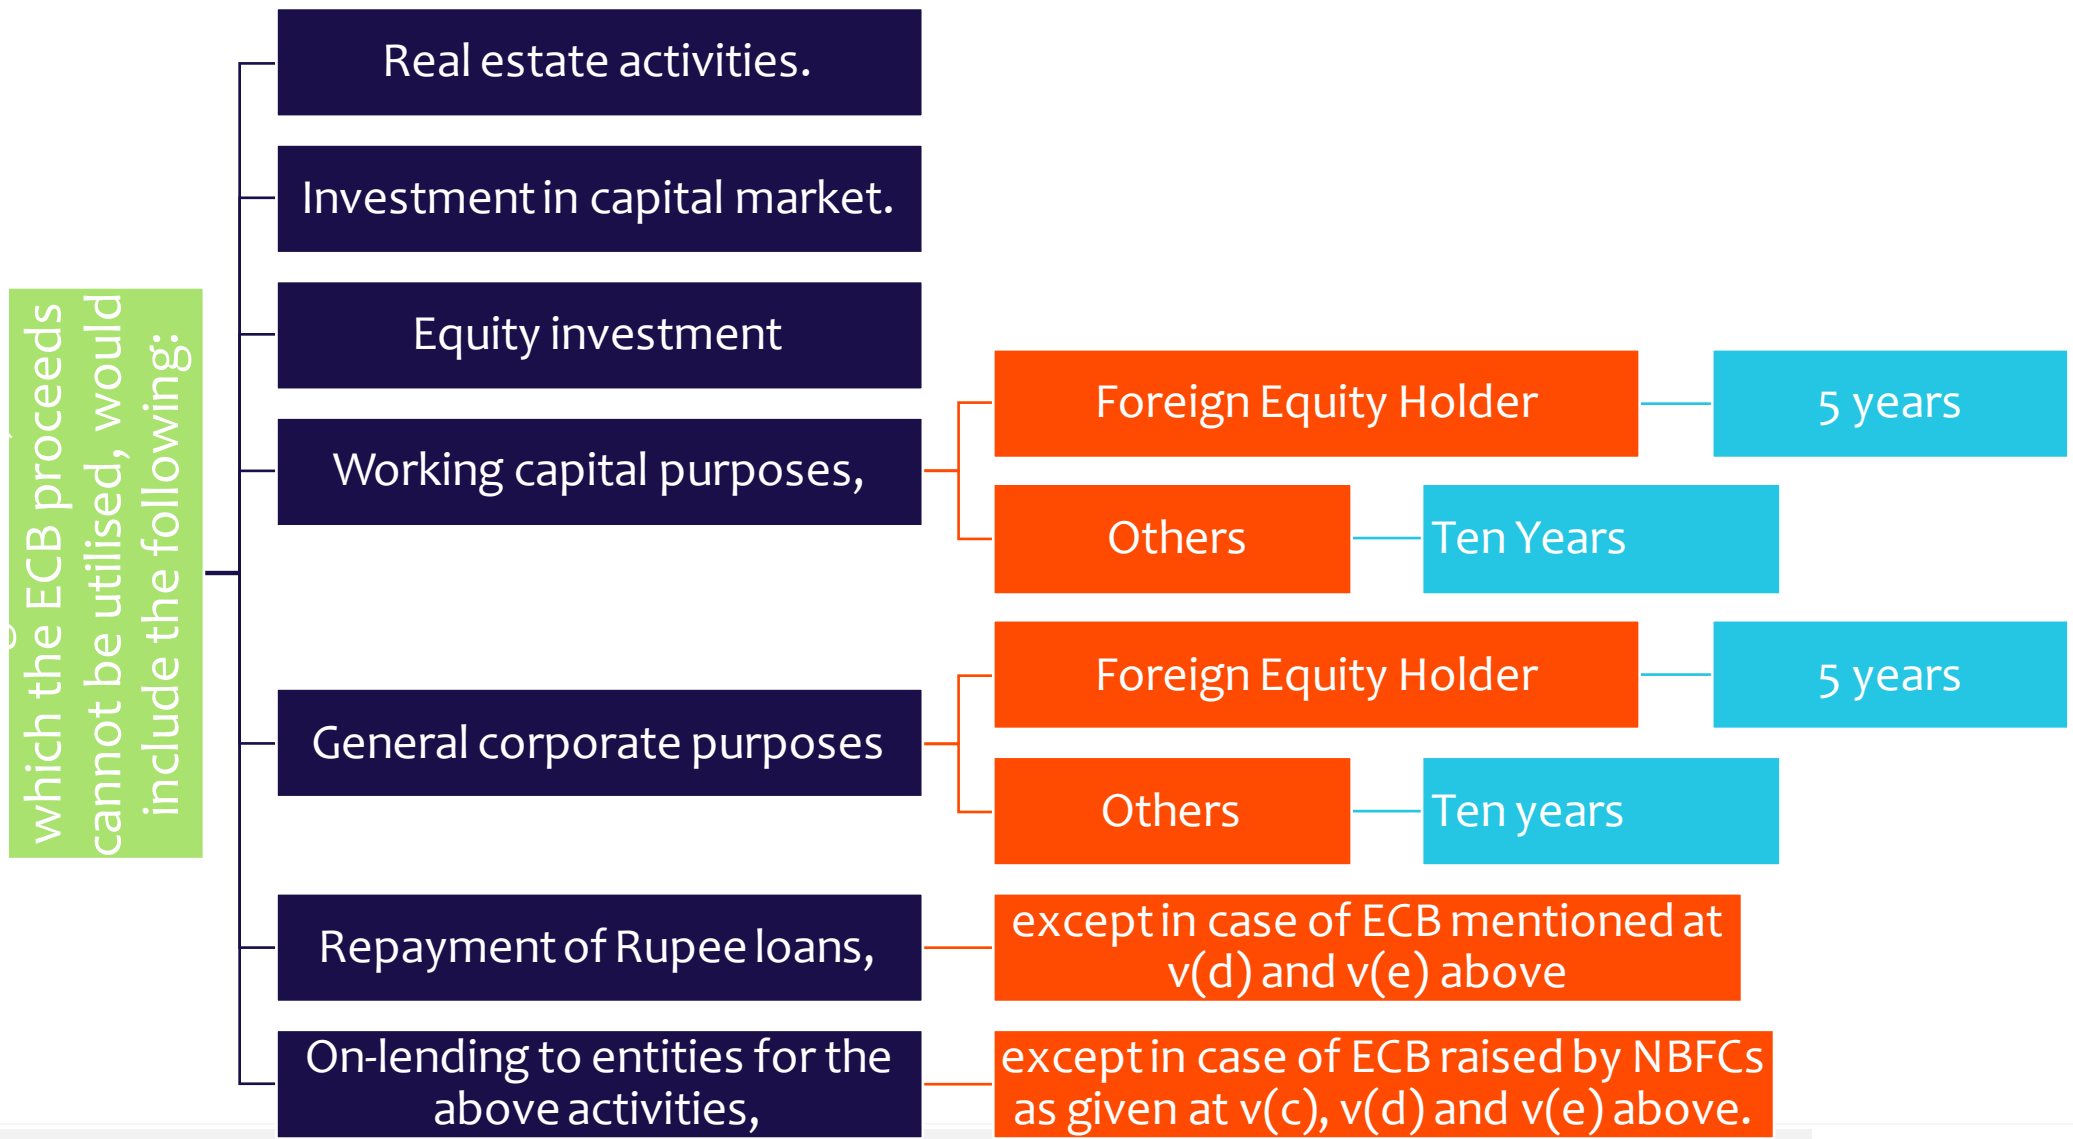 which the ECB proceeds
cannot be utilised, would
include the following:
Real estate activities.
Investment in capital market.
Equity investment
Working capital purposes,
Foreign Equity Holder
5 years
Others
Ten Years
General corporate purposes
Foreign Equity Holder
5 years
Others
Ten years
Repayment of Rupee loans,
except in case of ECB mentioned at
v(d) and v(e) above
On-lending to entities for the
above activities,
except in case of ECB raised by NBFCs
as given at v(c), v(d) and v(e) above.